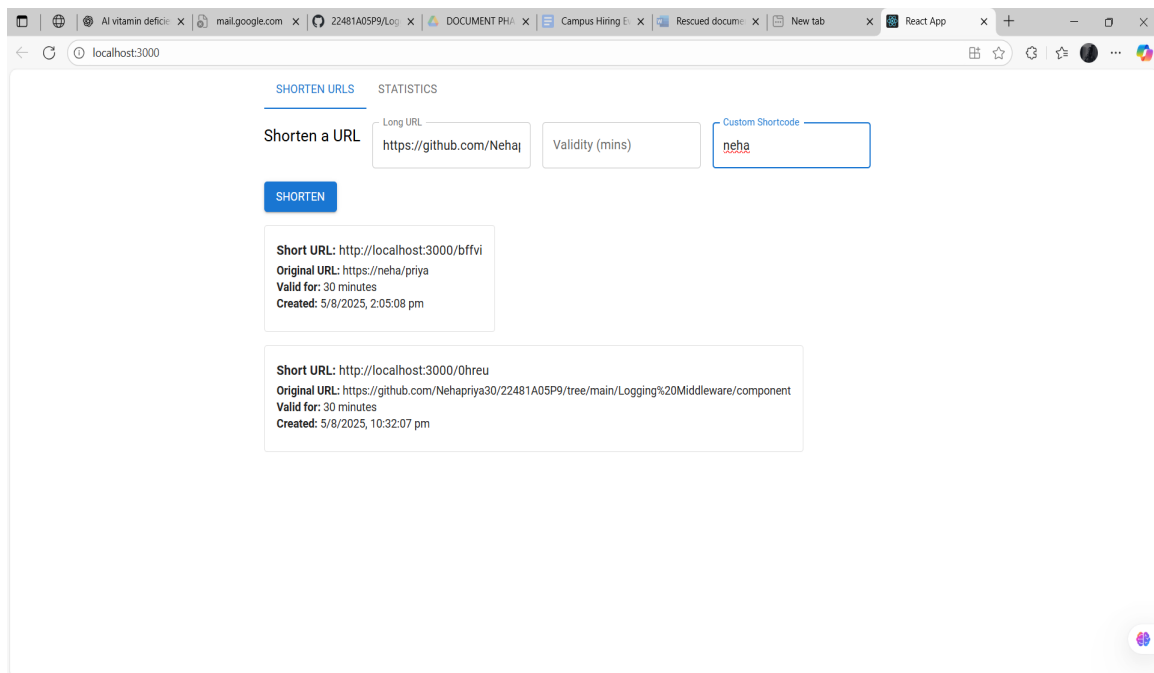 AI vitamin deficie
mail.google.com
22481A05P9/Log
DOCUMENT PHA
Campus Hiring E
Rescued docume
New tab
React App
localhost:3000
SHORTEN URLS STATISTICS
Shorten a URL
Long URL
https://github.com/Nehap
Validity (mins)
Custom Shortcode
neha
SHORTEN
Short URL: http://localhost:3000/bffvi
Original URL: https://neha/priya
Valid for: 30 minutes
Created: 5/8/2025, 2:05:08 pm
Short URL: http://localhost:3000/0hreu
Original URL: https://github.com/Nehapriya30/22481A05P9/tree/main/Logging%20Middleware/component
Valid for: 30 minutes
Created: 5/8/2025, 10:32:07 pm